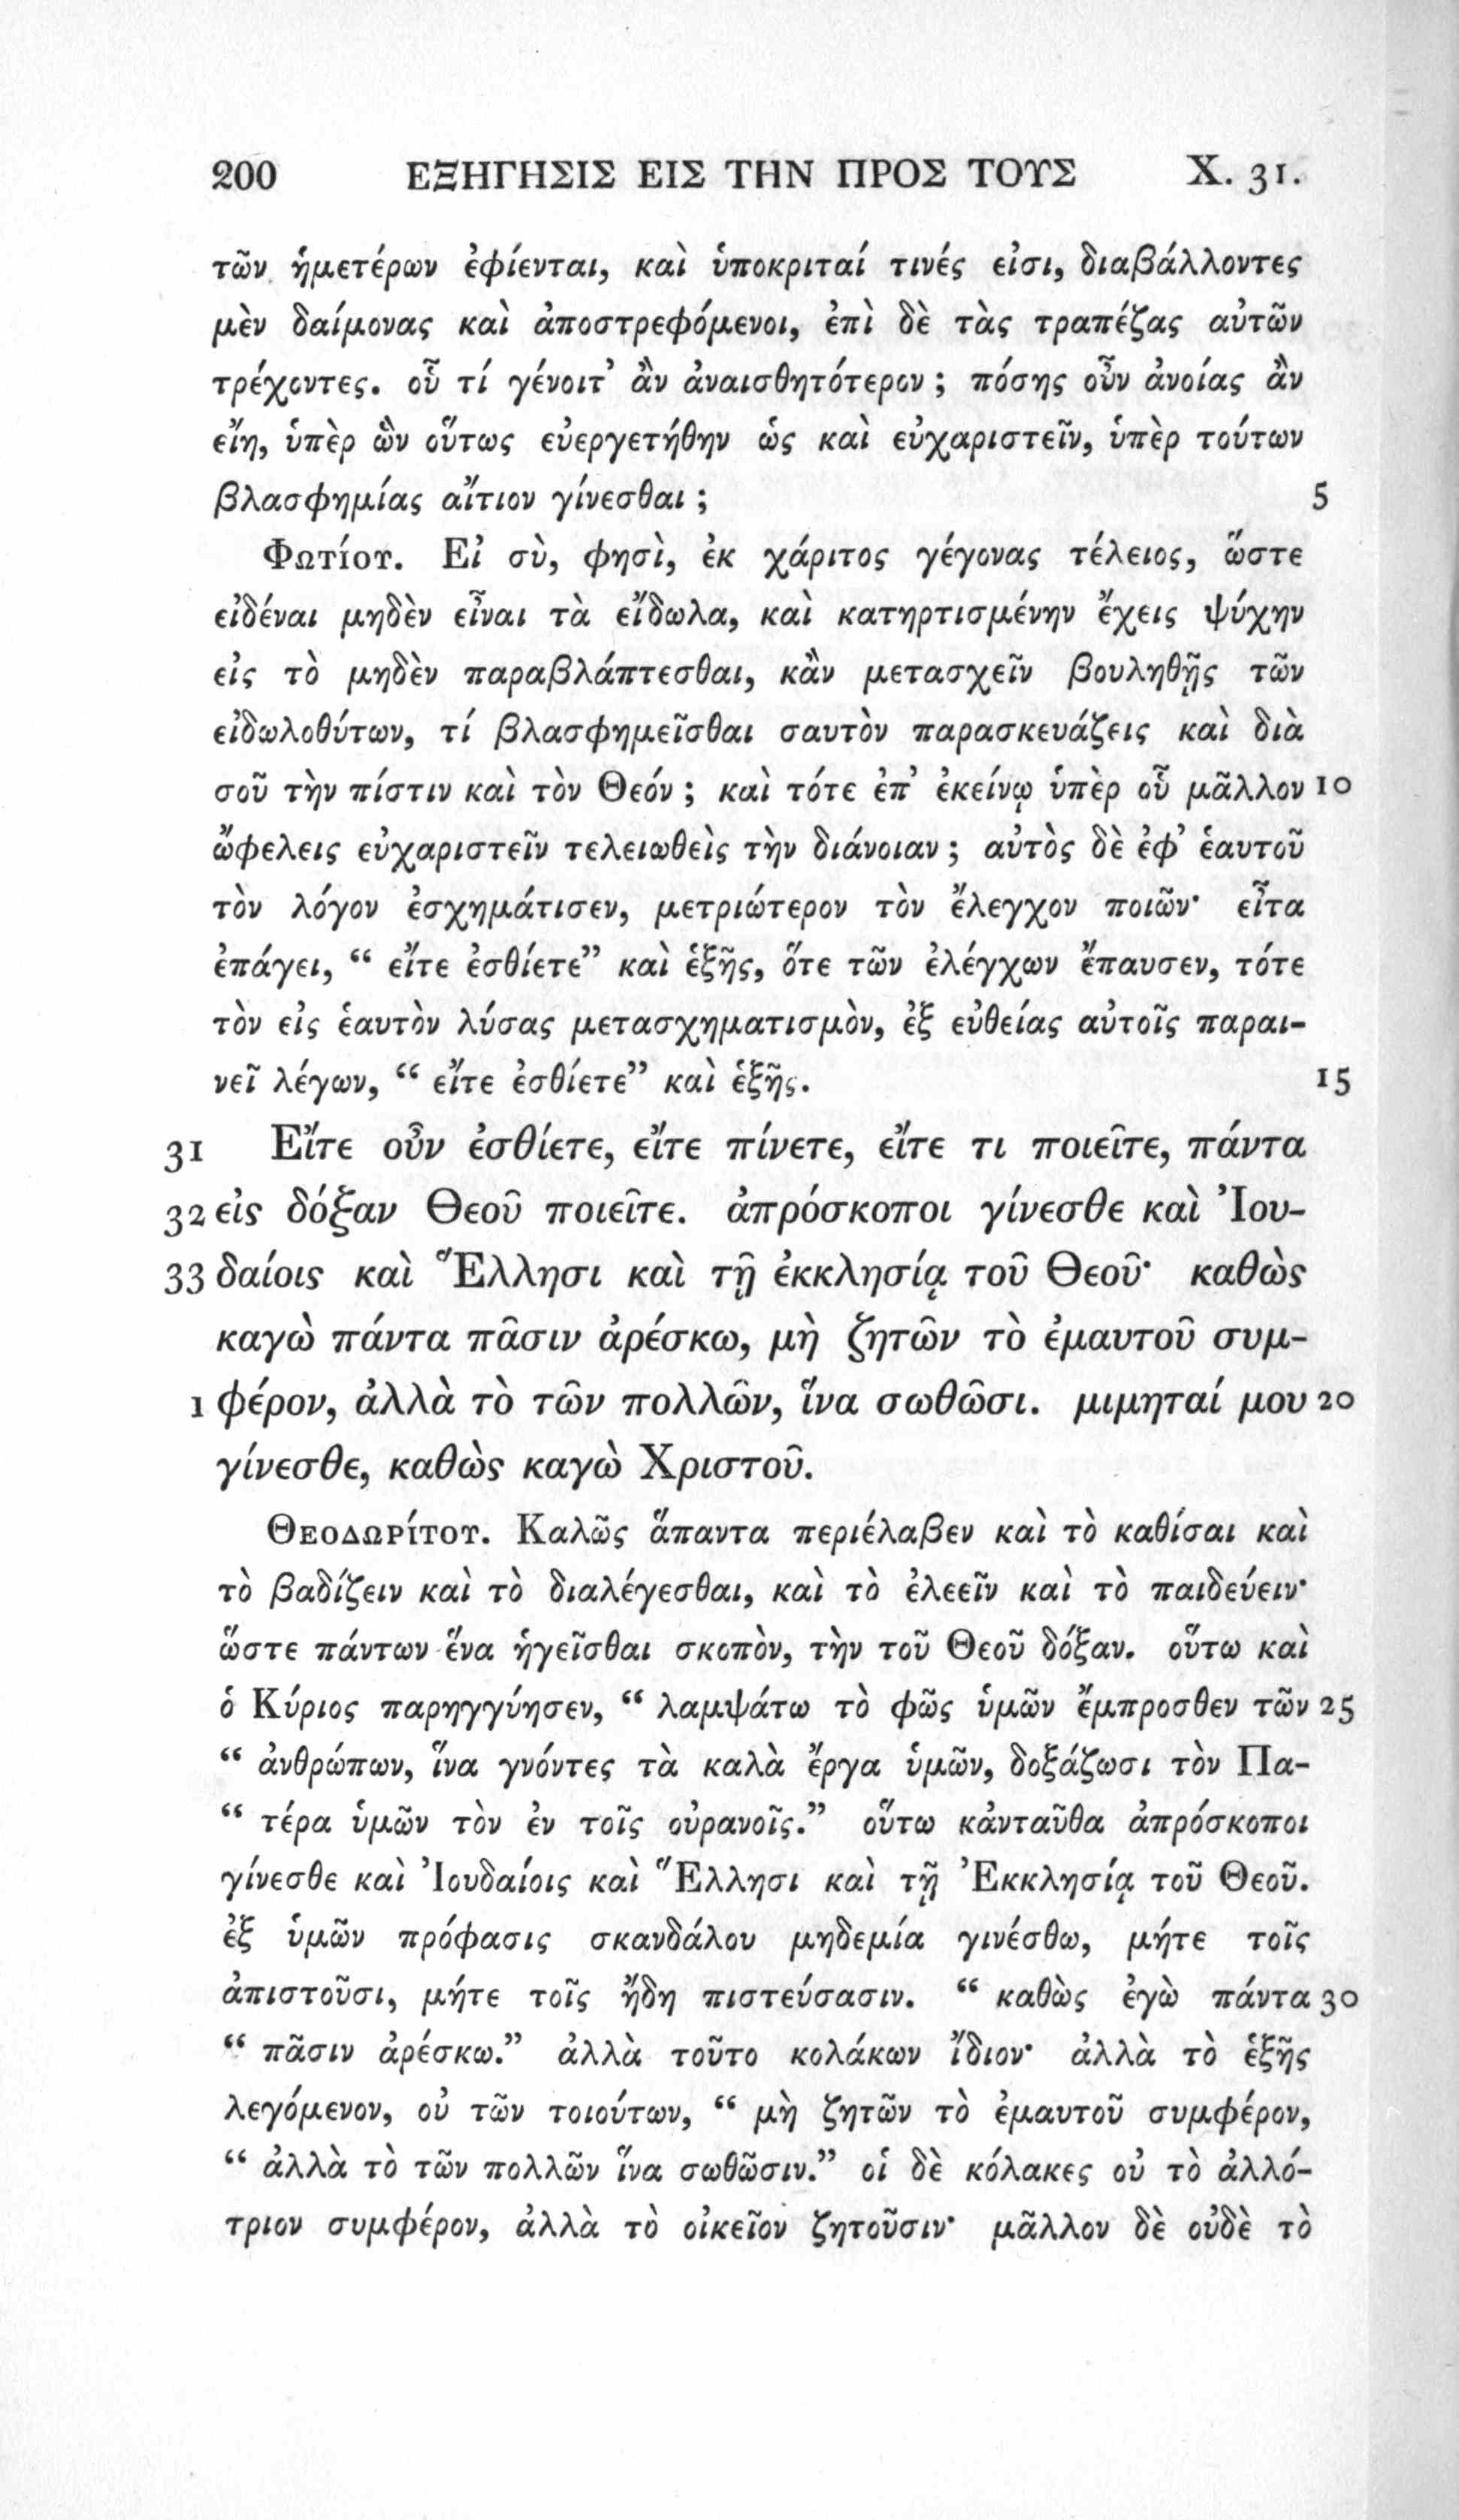 200 ΕΞΗΓΗΣΙΣ ΕΙΣ ΤΗΝ ΠΡΟΣ ΤΟΥΣ X. 31.
τῶν ἡμετέρων ἐφίενται, καὶ ὑποκριταί τινές εἰσι, διαβάλλοντες
μὲν δαίμονας καὶ ἀποστρεφόμενοι, ἐπὶ δὲ τὰς τραπέζας αὐτῶν
τρέχοντες. οὗ τί γένοιτ’ ἂν ἀναισθητότερον ; πόσης οὖν ἀνοίας ἂν
εἴη, ὑπὲρ ὧν οὕτως εὐεργετήθην ὡς καὶ εὐχαριστεῖν, ὑπὲρ τούτων
βλασφημίας αἴτιον γίνεσθαι ; 5
Φωτίου. Εἰ σὺ, φησὶ, ἐκ χάριτος γέγονας τέλειος, ὥστε
εἰδέναι μηδὲν εἶναι τὰ εἴδωλα, καὶ κατηρτισμένην ἔχεις ψύχην
εἰς τὸ μηδὲν παραβλάπτεσθαι, κἂν μετασχεῖν βουληθῇς τῶν
εἰδωλοθύτων, τί βλασφημεῖσθαι σαυτὸν παρασκευάζεις καὶ διὰ
σοῦ τὴν πίστιν καὶ τὸν Θεόν ; καὶ τότε ἐπ’ ἐκείνῳ ὑπὲρ οὗ μᾶλλον 10
ὤφελεις εὐχαριστεῖν τελειωθεὶς τὴν διάνοιαν ; αὐτὸς δὲ ἐφ’ ἑαυτοῦ
τὸν λόγον ἐσχημάτισεν, μετριώτερον τὸν ἔλεγχον ποιῶν· εἶτα
ἐπάγει, “ εἴτε ἐσθίετε” καὶ ἑξῆς, ὅτε τῶν ἐλέγχων ἔπαυσεν, τότε
τὸν εἰς ἑαυτὸν λύσας μετασχηματισμὸν, ἐξ εὐθείας αὐτοῖς παραι-
νεῖ λέγων, “ εἴτε ἐσθίετε” καὶ ἑξῆς. 15
31 Εἴτε οὖν ἐσθίετε, εἴτε πίνετε, εἴτε τι ποιεῖτε, πάντα
32 εἰς δόξαν Θεοῦ ποιεῖτε. ἀπρόσκοποι γίνεσθε καὶ Ἰου-
33 δαίοις καὶ Ἕλλησι καὶ τῇ ἐκκλησίᾳ τοῦ Θεοῦ· καθὼς
καγὼ πάντα πᾶσιν ἀρέσκω, μὴ ζητῶν τὸ ἐμαυτοῦ συμ-
1 φέρον, ἀλλὰ τὸ τῶν πολλῶν, ἵνα σωθῶσι. μιμηταί μου 20
γίνεσθε, καθὼς καγὼ Χριστοῦ.
Θεοδωρίτου. Καλῶς ἅπαντα περιέλαβεν καὶ τὸ καθίσαι καὶ
τὸ βαδίζειν καὶ τὸ διαλέγεσθαι, καὶ τὸ ἐλεεῖν καὶ τὸ παιδεύειν·
ὥστε πάντων ἕνα ἡγεῖσθαι σκοπὸν, τὴν τοῦ Θεοῦ δόξαν. οὕτω καὶ
ὁ Κύριος παρηγγύησεν, “ λαμψάτω τὸ φῶς ὑμῶν ἔμπροσθεν τῶν 25
“ ἀνθρώπων, ἵνα γνόντες τὰ καλὰ ἔργα ὑμῶν, δοξάζωσι τὸν Πα-
“ τέρα ὑμῶν τὸν ἐν τοῖς οὐρανοῖς.” οὕτω κἀνταῦθα ἀπρόσκοποι
γίνεσθε καὶ Ἰουδαίοις καὶ Ἕλλησι καὶ τῇ Ἐκκλησίᾳ τοῦ Θεοῦ.
ἐξ ὑμῶν πρόφασις σκανδάλου μηδεμία γινέσθω, μήτε τοῖς
ἀπιστοῦσι, μήτε τοῖς ἤδη πιστεύσασιν. “ καθὼς ἐγὼ πάντα 30
“ πᾶσιν ἀρέσκω.” ἀλλὰ τοῦτο κολάκων ἴδιον· ἀλλὰ τὸ ἑξῆς
λεγόμενον, οὐ τῶν τοιούτων, “ μὴ ζητῶν τὸ ἐμαυτοῦ συμφέρον,
“ ἀλλὰ τὸ τῶν πολλῶν ἵνα σωθῶσιν.” οἱ δὲ κόλακες οὐ τὸ ἀλλό-
τριον συμφέρον, ἀλλὰ τὸ οἰκεῖον ζητοῦσιν· μᾶλλον δὲ οὐδὲ τὸ